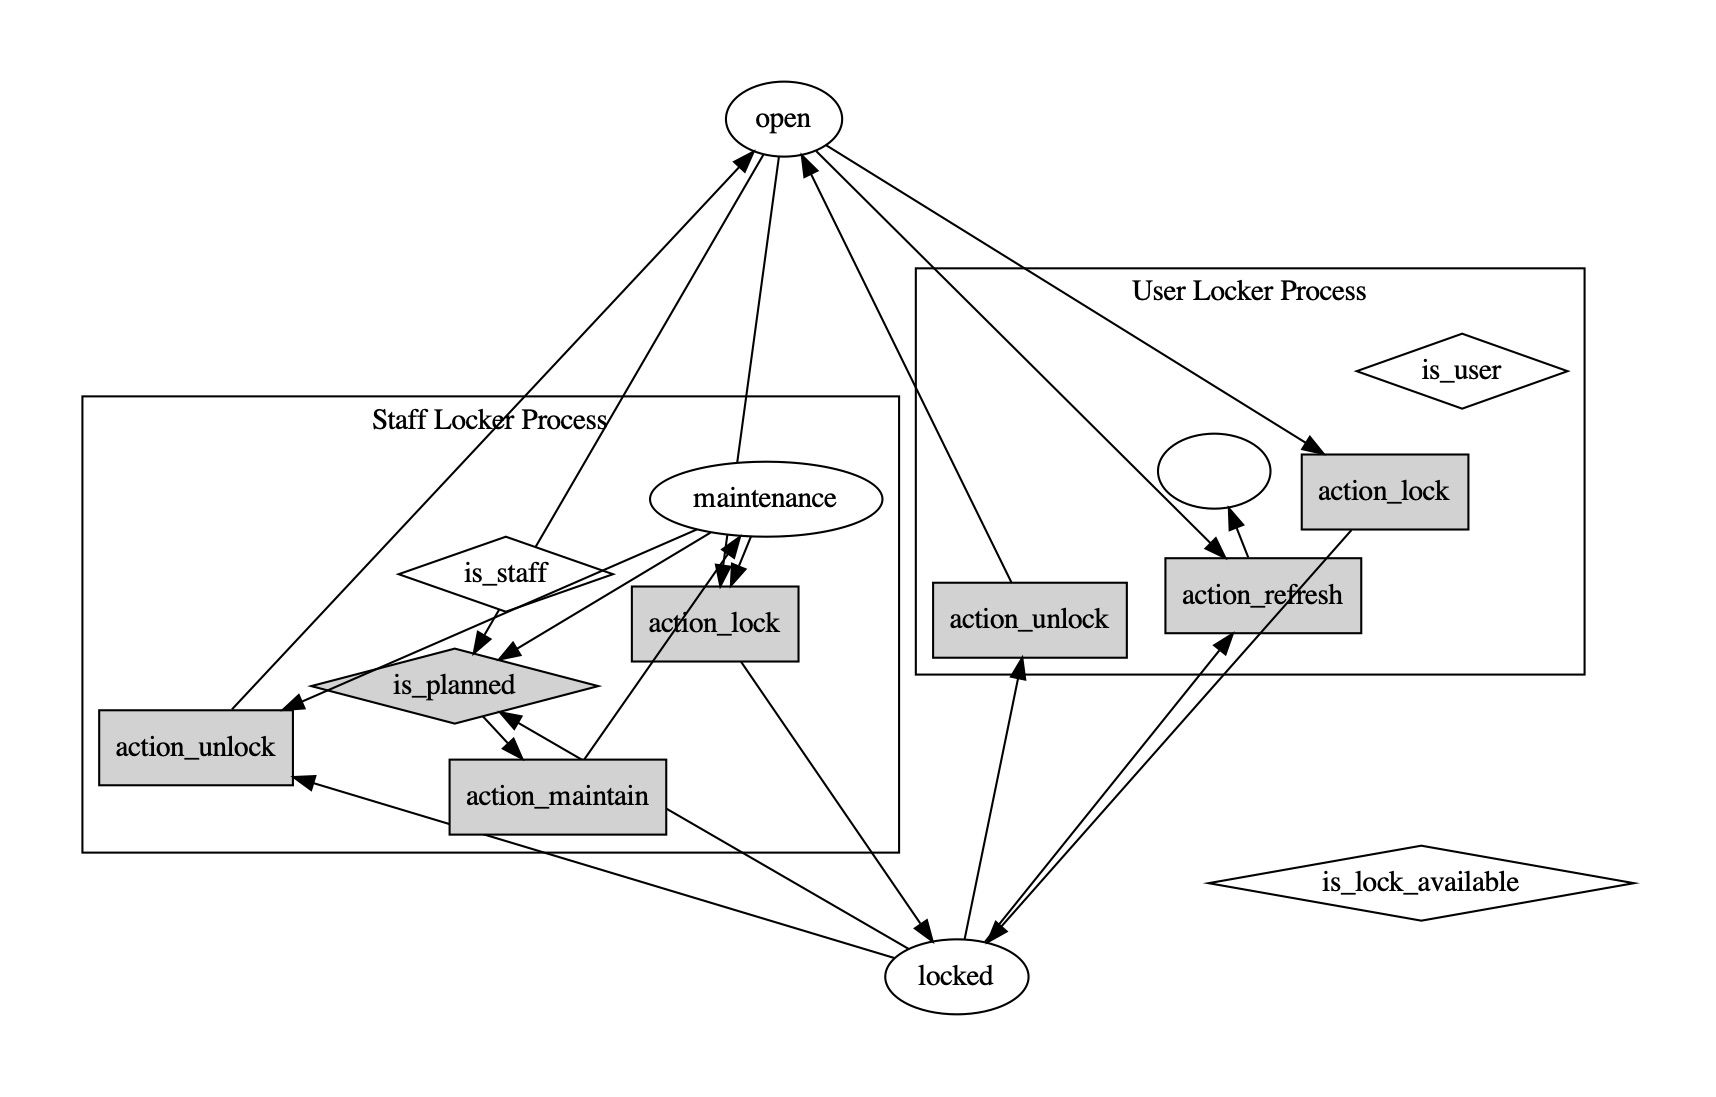 open
User Locker Process
is_user
Staff Locker Process
action_lock
maintenance
is_staff
action_refresh
action_unlock
action_lock
is_planned
action_unlock
action_maintain
is_lock_available
locked